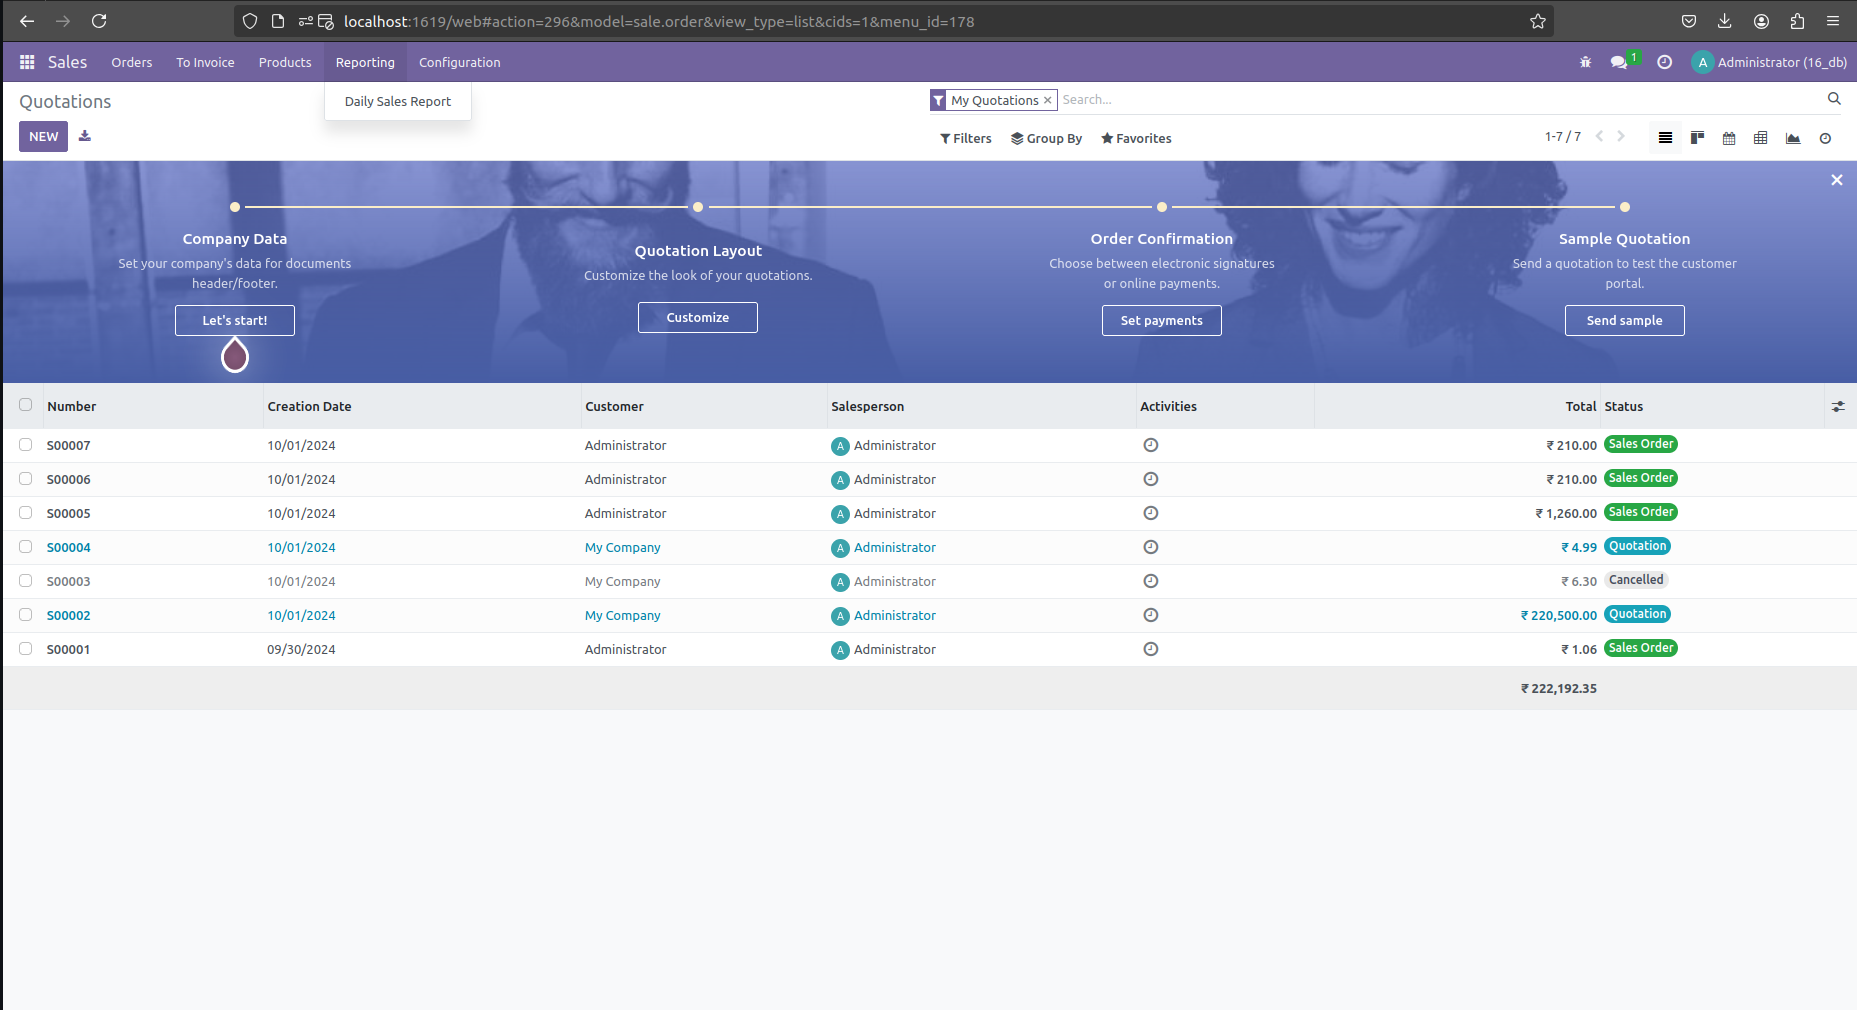 localhost:1619/web#action=296&model=sale.order&view_type=list&cids=1&menu_id=178
Sales Orders To Invoice Products Reporting Configuration 1 A Administrator (16_db)
Quotations Daily Sales Report My Quotations × Search...
NEW Filters Group By Favorites 1-7 / 7
Company Data
Set your company's data for documents
header/footer.
Let's start!
Quotation Layout
Customize the look of your quotations.
Customize
Order Confirmation
Choose between electronic signatures
or online payments.
Set payments
Sample Quotation
Send a quotation to test the customer
portal.
Send sample
Number Creation Date Customer Salesperson Activities Total Status
S00007 10/01/2024 Administrator A Administrator ₹ 210.00 Sales Order
S00006 10/01/2024 Administrator A Administrator ₹ 210.00 Sales Order
S00005 10/01/2024 Administrator A Administrator ₹ 1,260.00 Sales Order
S00004 10/01/2024 My Company A Administrator ₹ 4.99 Quotation
S00003 10/01/2024 My Company A Administrator ₹ 6.30 Cancelled
S00002 10/01/2024 My Company A Administrator ₹ 220,500.00 Quotation
S00001 09/30/2024 Administrator A Administrator ₹ 1.06 Sales Order
₹ 222,192.35